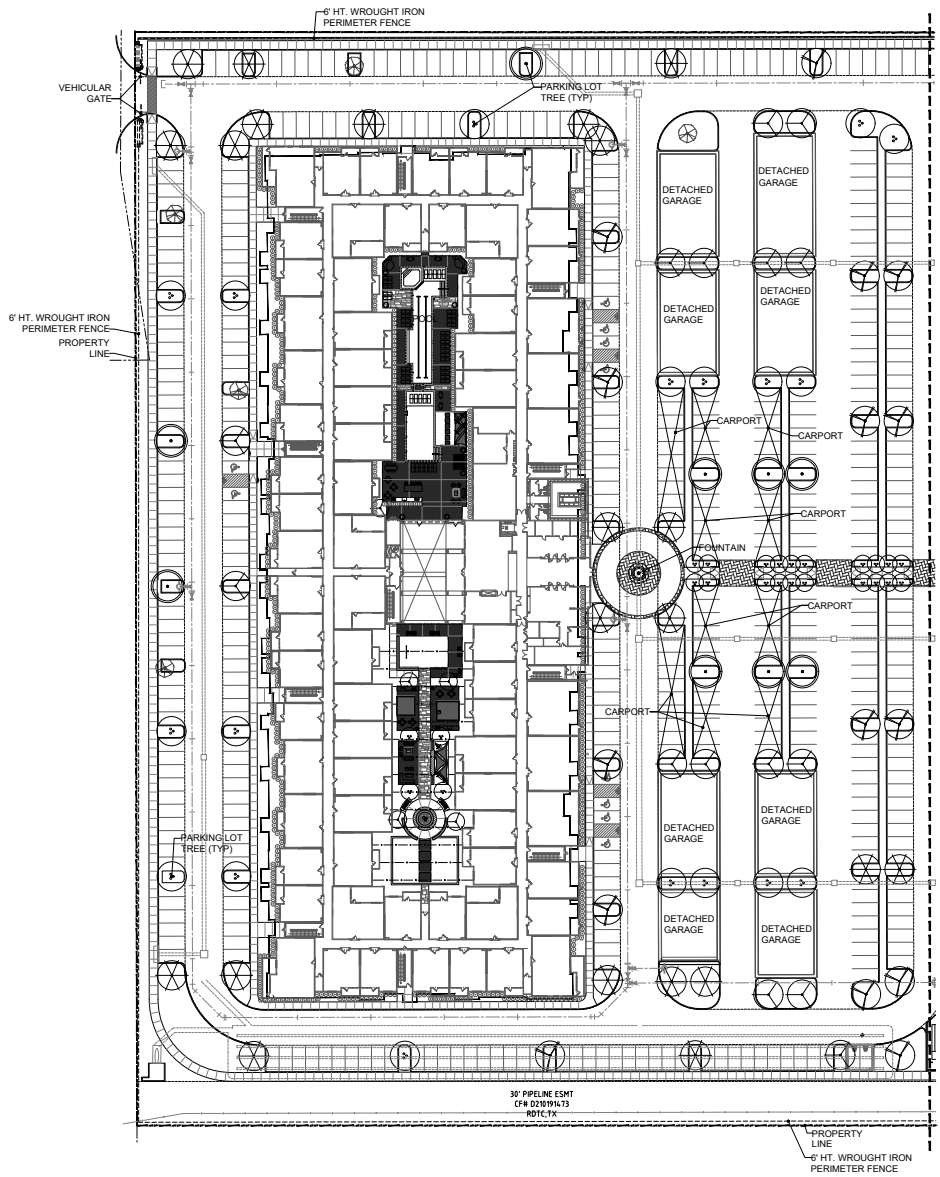 6' HT. WROUGHT IRON
PERIMETER FENCE
VEHICULAR
GATE
PARKING LOT
TREE (TYP)
DETACHED
GARAGE
DETACHED
GARAGE
DETACHED
GARAGE
DETACHED
GARAGE
6' HT. WROUGHT IRON
PERIMETER FENCE
PROPERTY
LINE
POOL
CARPORT
CARPORT
CARPORT
FOUNTAIN
CARPORT
CARPORT
DETACHED
GARAGE
DETACHED
GARAGE
PARKING LOT
TREE (TYP)
DETACHED
GARAGE
DETACHED
GARAGE
30' PIPELINE ESMT
CF# D210191473
RDTC,TX
PROPERTY
LINE
6' HT. WROUGHT IRON
PERIMETER FENCE